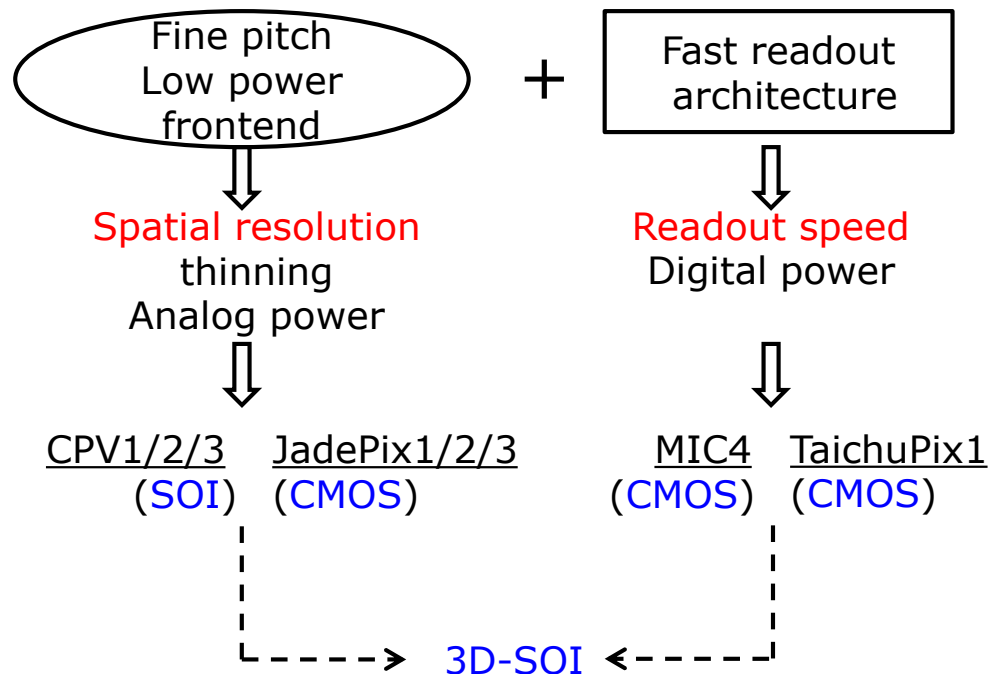 Fine pitch
Low power
frontend
+
Fast readout
architecture
Spatial resolution
thinning
Analog power
Readout speed
Digital power
CPV1/2/3 JadePix1/2/3
(SOI) (CMOS)
MIC4 TaichuPix1
(CMOS) (CMOS)
3D-SOI